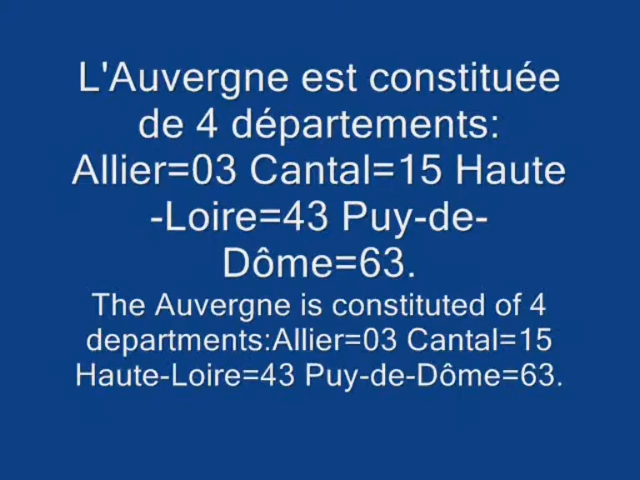 L'Auvergne est constituée
de 4 départements:
Allier=03 Cantal=15 Haute
-Loire=43 Puy-de-
Dôme=63.
The Auvergne is constituted of 4
departments:Allier=03 Cantal=15
Haute-Loire=43 Puy-de-Dôme=63.